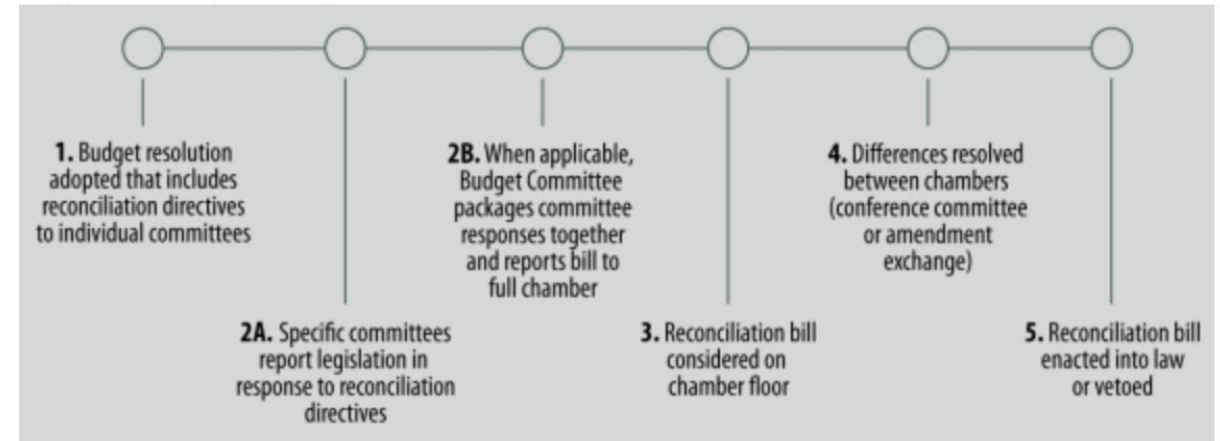 1. Budget resolution
adopted that includes
reconciliation directives
to individual committees
2A. Specific committees
report legislation in
response to reconciliation
directives
2B. When applicable,
Budget Committee
packages committee
responses together
and reports bill to
full chamber
3. Reconciliation bill
considered on
chamber floor
4. Differences resolved
between chambers
(conference committee
or amendment
exchange)
5. Reconciliation bill
enacted into law
or vetoed